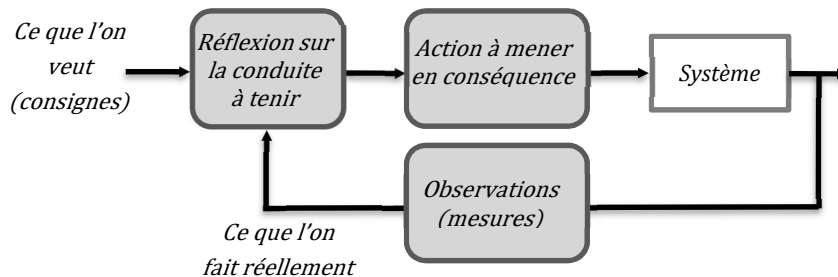 Ce que l'on
veut
(consignes)
Réflexion sur
la conduite
à tenir
Action à mener
en conséquence
Système
Observations
(mesures)
Ce que l'on
fait réellement